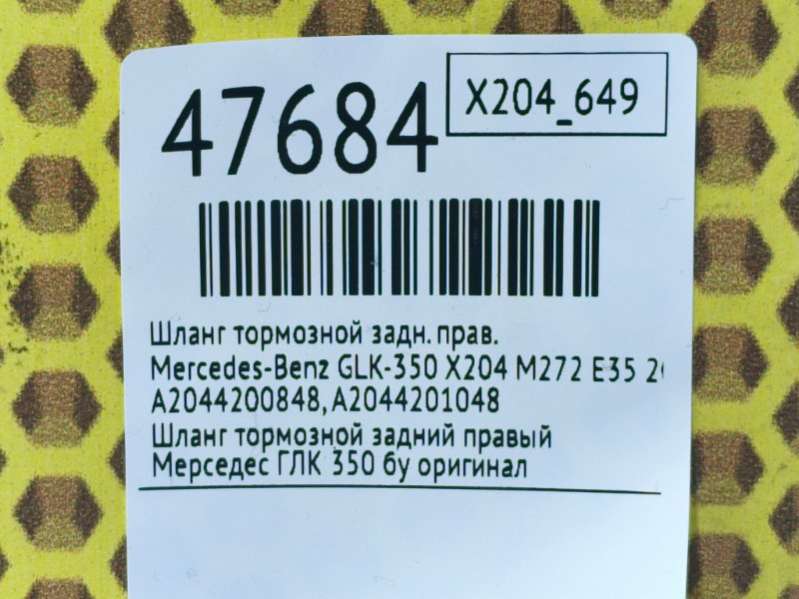 47684
X204_649
Шланг тормозной задн. прав.
Mercedes-Benz GLK-350 X204 M272 E35
A2044200848, A2044201048
Шланг тормозной задний правый
Мерседес ГЛК 350 бу оригинал